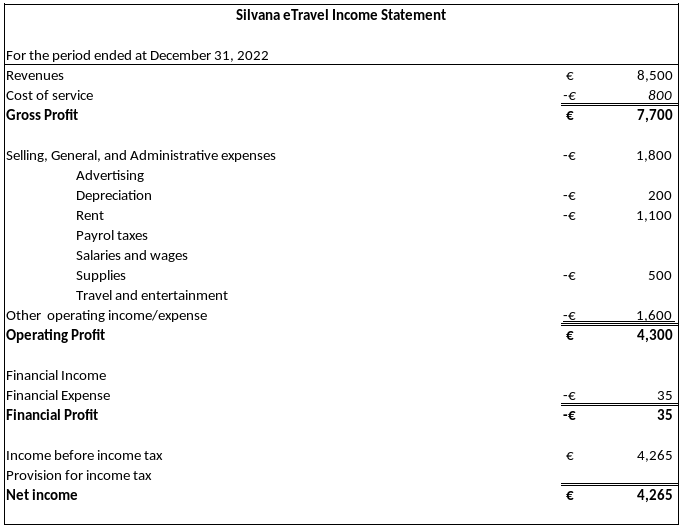 Silvana eTravel Income Statement
For the period ended at December 31, 2022
Revenues € 8,500
Cost of service -€ 800
Gross Profit € 7,700
Selling, General, and Administrative expenses -€ 1,800
Advertising
Depreciation -€ 200
Rent -€ 1,100
Payrol taxes
Salaries and wages
Supplies -€ 500
Travel and entertainment
Other operating income/expense -€ 1,600
Operating Profit € 4,300
Financial Income
Financial Expense -€ 35
Financial Profit -€ 35
Income before income tax € 4,265
Provision for income tax
Net income € 4,265